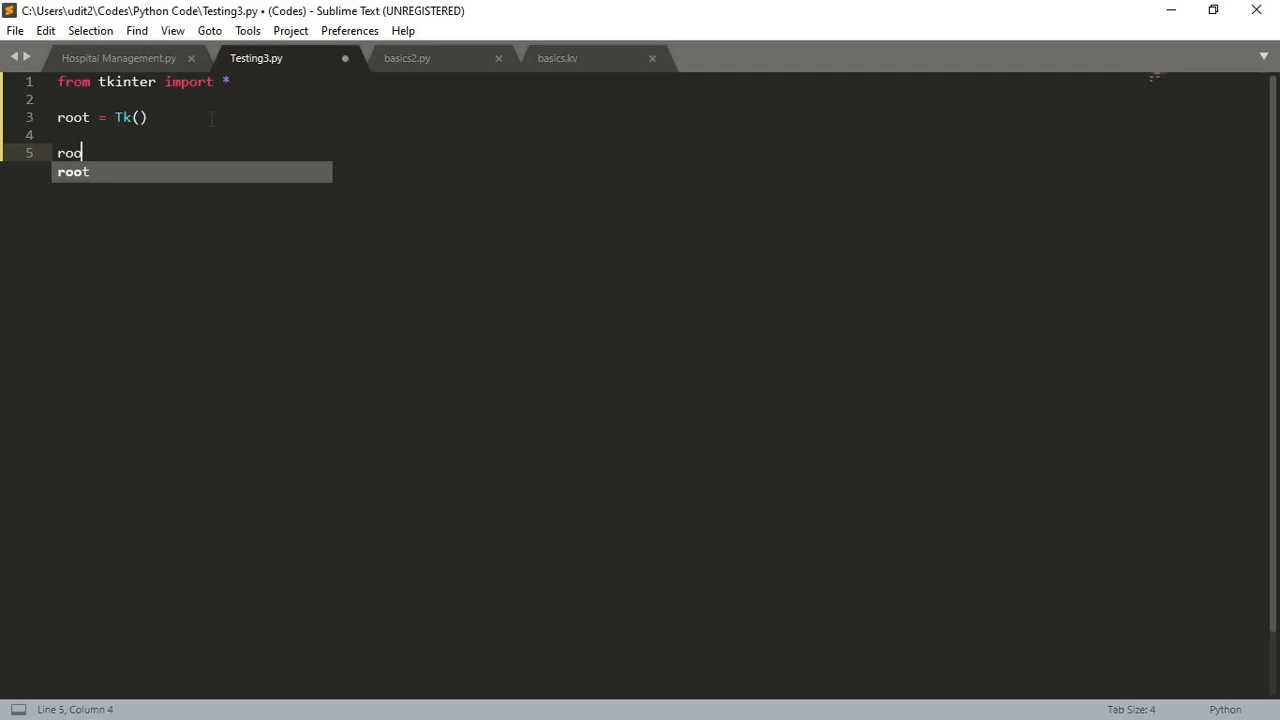 C:\Users\udit2\Codes\Python Code\Testing3.py • (Codes) - Sublime Text (UNREGISTERED)
File Edit Selection Find View Goto Tools Project Preferences Help
Hospital Management.py Testing3.py basics2.py basics.kv
1 from tkinter import *
2
3 root = Tk()
4
5 roo
root
Line 5, Column 4 Tab Size: 4 Python